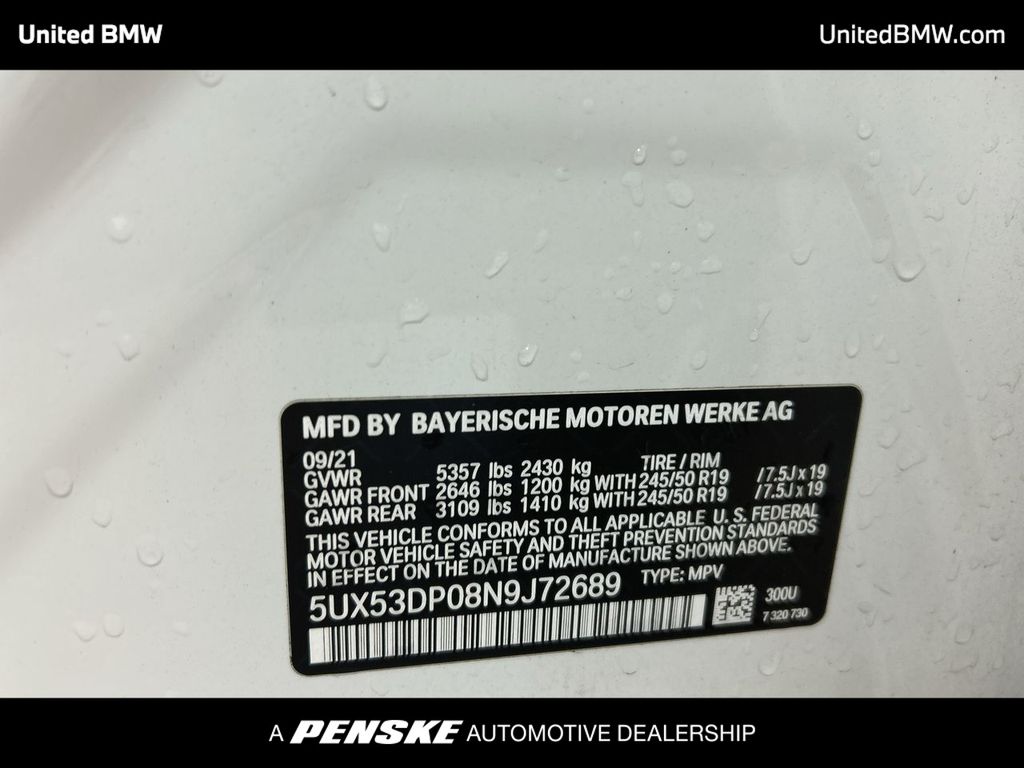 United BMW
UnitedBMW.com
MFD BY BAYERISCHE MOTOREN WERKE AG
09/21
TIRE / RIM
GVWR 5357 lbs 2430 kg
GAWR FRONT 2646 lbs 1200 kg WITH 245/50 R19 / 7.5J x 19
GAWR REAR 3109 lbs 1410 kg WITH 245/50 R19 / 7.5J x 19
THIS VEHICLE CONFORMS TO ALL APPLICABLE U. S. FEDERAL
MOTOR VEHICLE SAFETY AND THEFT PREVENTION STANDARDS
IN EFFECT ON THE DATE OF MANUFACTURE SHOWN ABOVE.
5UX53DP08N9J72689 TYPE: MPV
300U
7 320 730
A PENSKE AUTOMOTIVE DEALERSHIP